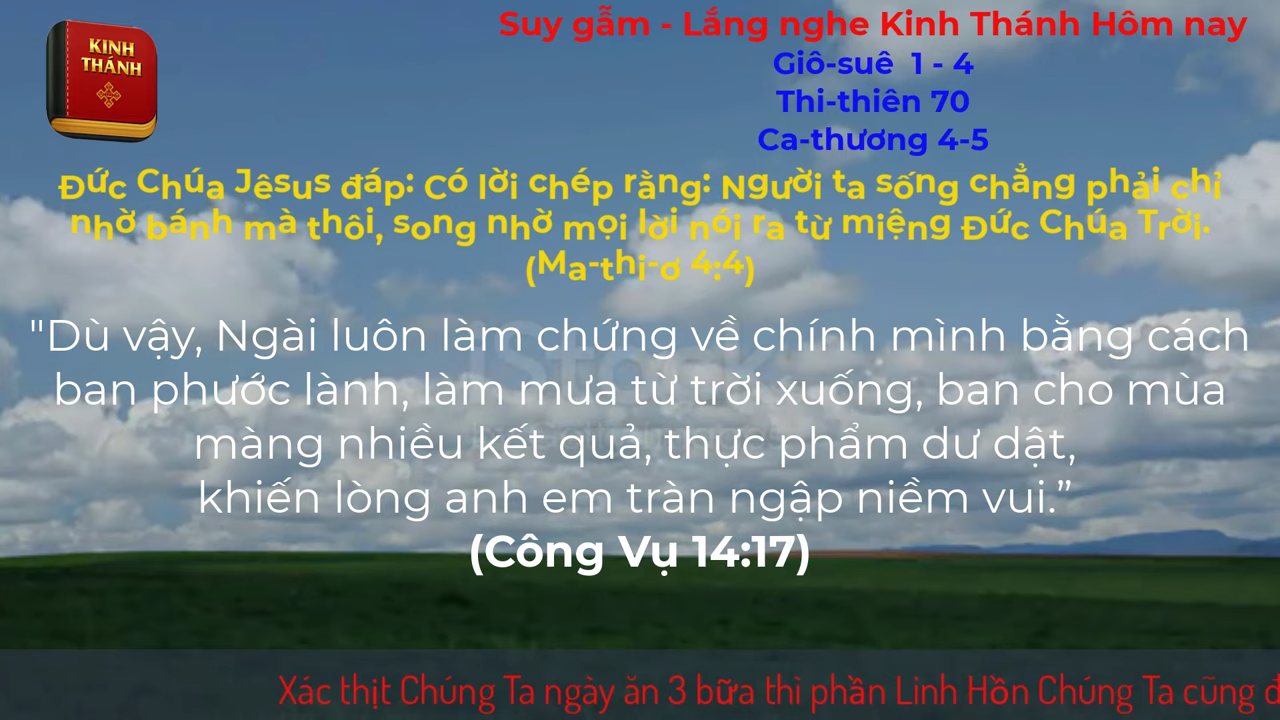 KINH
THÁNH
Suy gẫm - Lắng nghe Kinh Thánh Hôm nay
Giô-suê 1 - 4
Thi-thiên 70
Ca-thương 4-5
Đức Chúa Jêsus đáp: Có lời chép rằng: Người ta sống chẳng phải chỉ
nhờ bánh mà thôi, song nhờ mọi lời nói ra từ miệng Đức Chúa Trời.
(Ma-thi-ơ 4:4)
"Dù vậy, Ngài luôn làm chứng về chính mình bằng cách
ban phước lành, làm mưa từ trời xuống, ban cho mùa
màng nhiều kết quả, thực phẩm dư dật,
khiến lòng anh em tràn ngập niềm vui.”
(Công Vụ 14:17)
Xác thịt Chúng Ta ngày ăn 3 bữa thì phần Linh Hồn Chúng Ta cũng